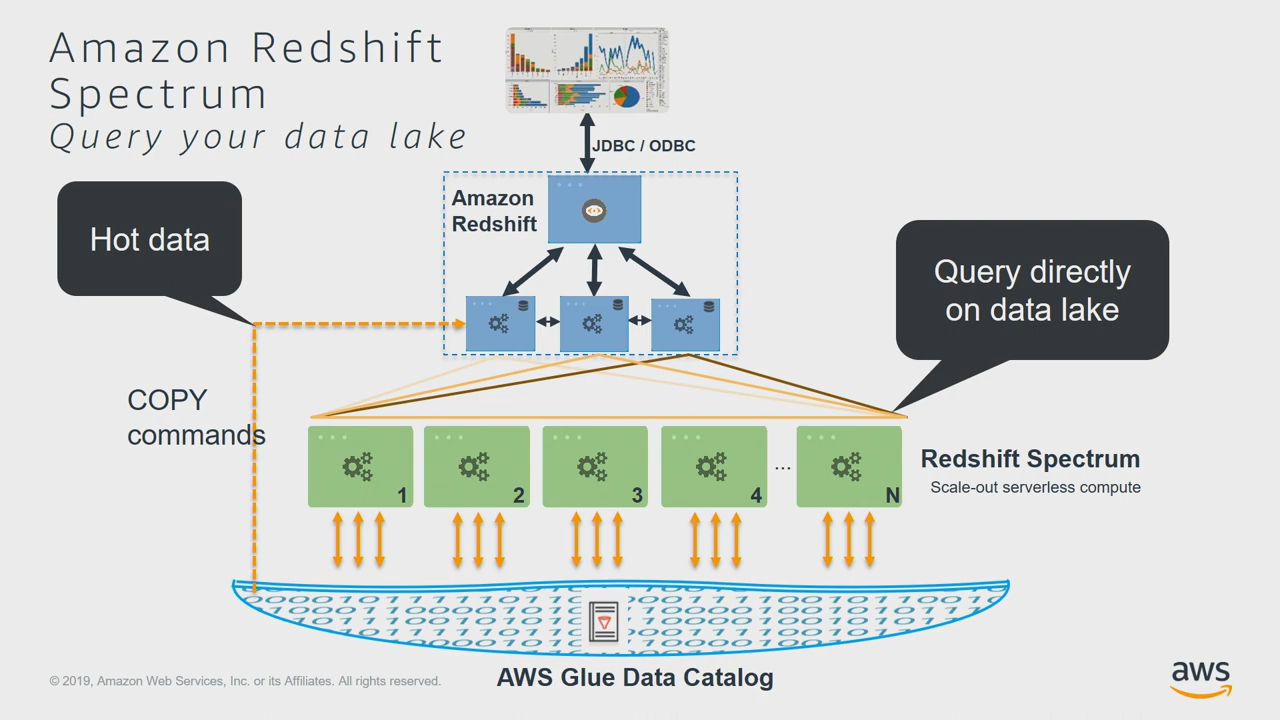 Amazon Redshift
Spectrum
Query your data lake
JDBC / ODBC
Amazon
Redshift
Hot data
Query directly
on data lake
COPY
commands
1
2
3
4
...
N
Redshift Spectrum
Scale-out serverless compute
AWS Glue Data Catalog
© 2019, Amazon Web Services, Inc. or its Affiliates. All rights reserved.
aws